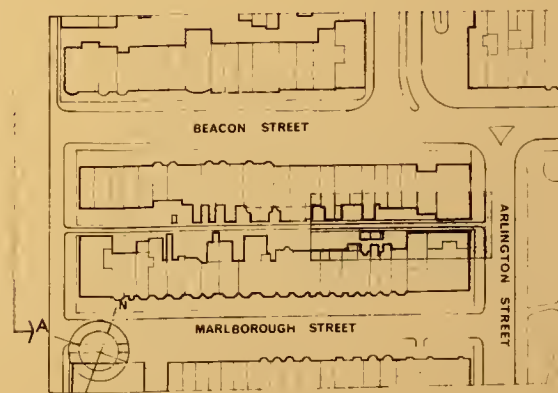 BEACON STREET
ARLINGTON STREET
N
A
MARLBOROUGH STREET